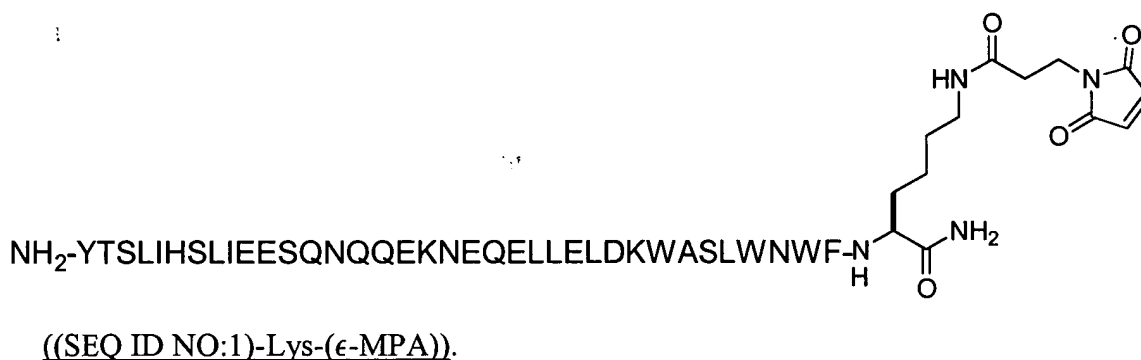 O
O
HN
N
O
NH₂-YTSLIHSLIEESQNQQEKNEQELLELDKWASLWNWF-N
H
NH₂
O
((SEQ ID NO:1)-Lys-(ϵ-MPA)).